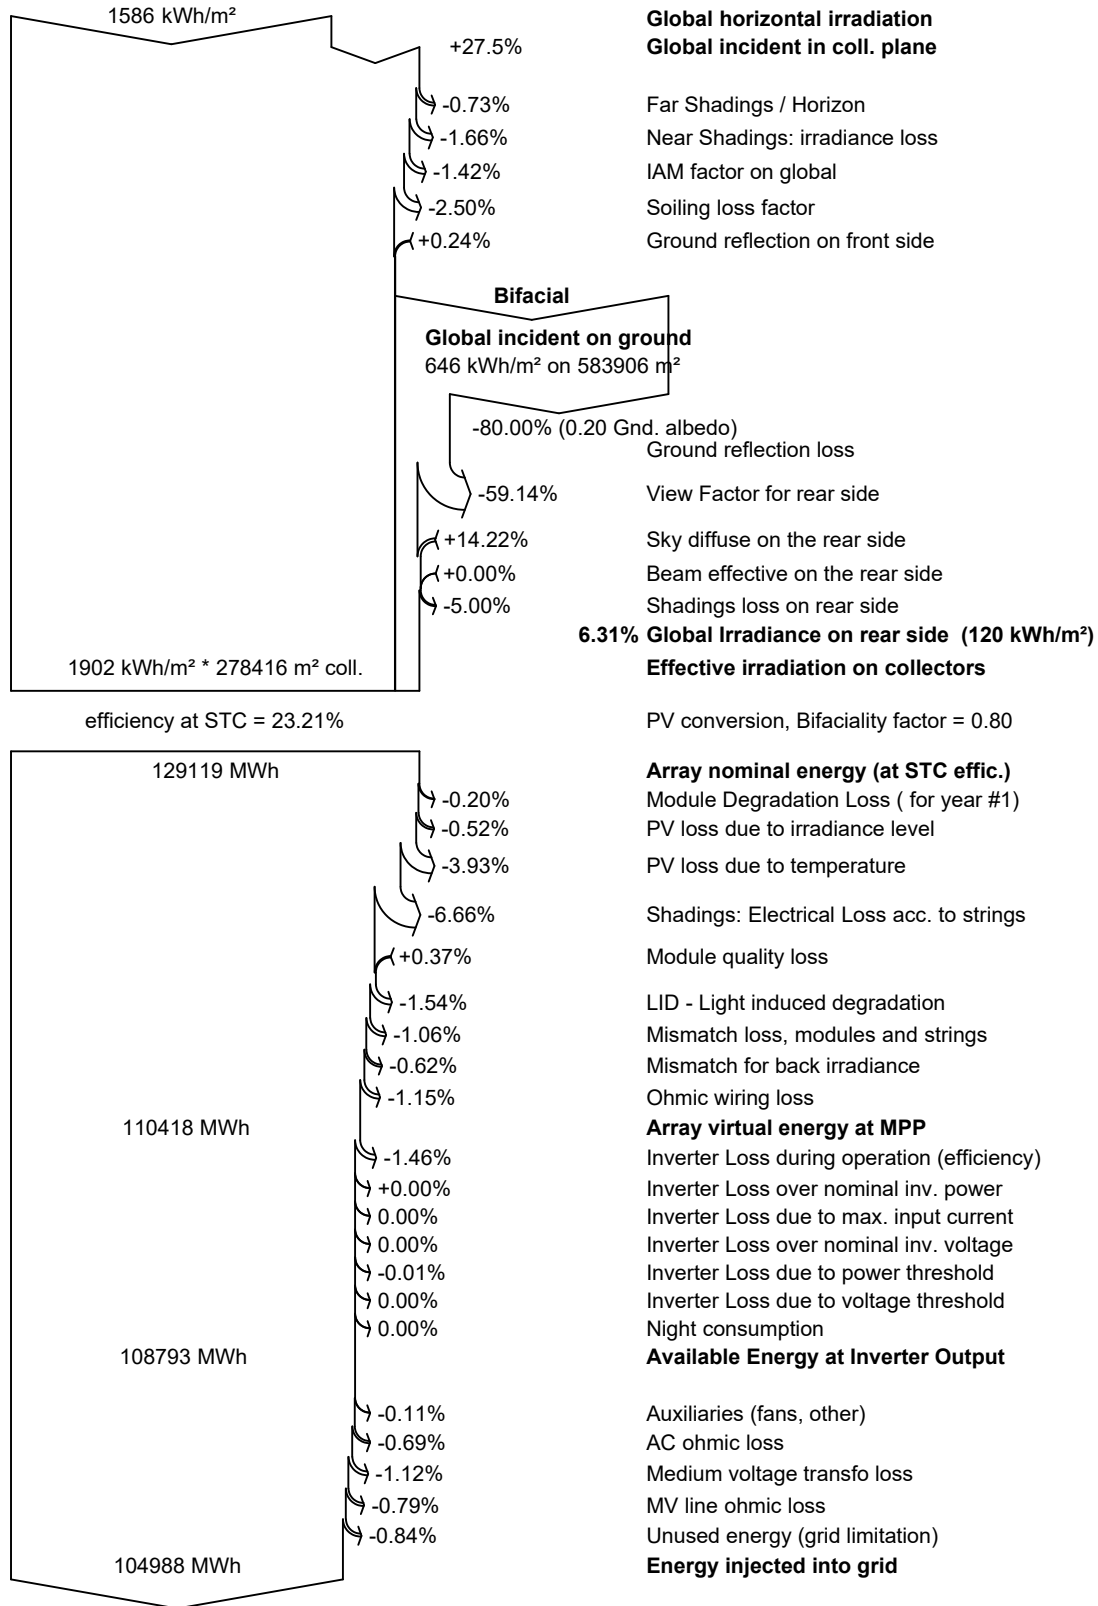 1586 kWh/m² Global horizontal irradiation
+27.5% Global incident in coll. plane
-0.73% Far Shadings / Horizon
-1.66% Near Shadings: irradiance loss
-1.42% IAM factor on global
-2.50% Soiling loss factor
+0.24% Ground reflection on front side
Bifacial
Global incident on ground
646 kWh/m² on 583906 m²
-80.00% (0.20 Gnd. albedo)
Ground reflection loss
-59.14% View Factor for rear side
+14.22% Sky diffuse on the rear side
+0.00% Beam effective on the rear side
-5.00% Shadings loss on rear side
6.31% Global Irradiance on rear side (120 kWh/m²)
1902 kWh/m² * 278416 m² coll. Effective irradiation on collectors
efficiency at STC = 23.21% PV conversion, Bifaciality factor = 0.80
129119 MWh Array nominal energy (at STC effic.)
-0.20% Module Degradation Loss ( for year #1)
-0.52% PV loss due to irradiance level
-3.93% PV loss due to temperature
-6.66% Shadings: Electrical Loss acc. to strings
+0.37% Module quality loss
-1.54% LID - Light induced degradation
-1.06% Mismatch loss, modules and strings
-0.62% Mismatch for back irradiance
-1.15% Ohmic wiring loss
110418 MWh Array virtual energy at MPP
-1.46% Inverter Loss during operation (efficiency)
+0.00% Inverter Loss over nominal inv. power
0.00% Inverter Loss due to max. input current
0.00% Inverter Loss over nominal inv. voltage
-0.01% Inverter Loss due to power threshold
0.00% Inverter Loss due to voltage threshold
0.00% Night consumption
108793 MWh Available Energy at Inverter Output
-0.11% Auxiliaries (fans, other)
-0.69% AC ohmic loss
-1.12% Medium voltage transfo loss
-0.79% MV line ohmic loss
-0.84% Unused energy (grid limitation)
104988 MWh Energy injected into grid